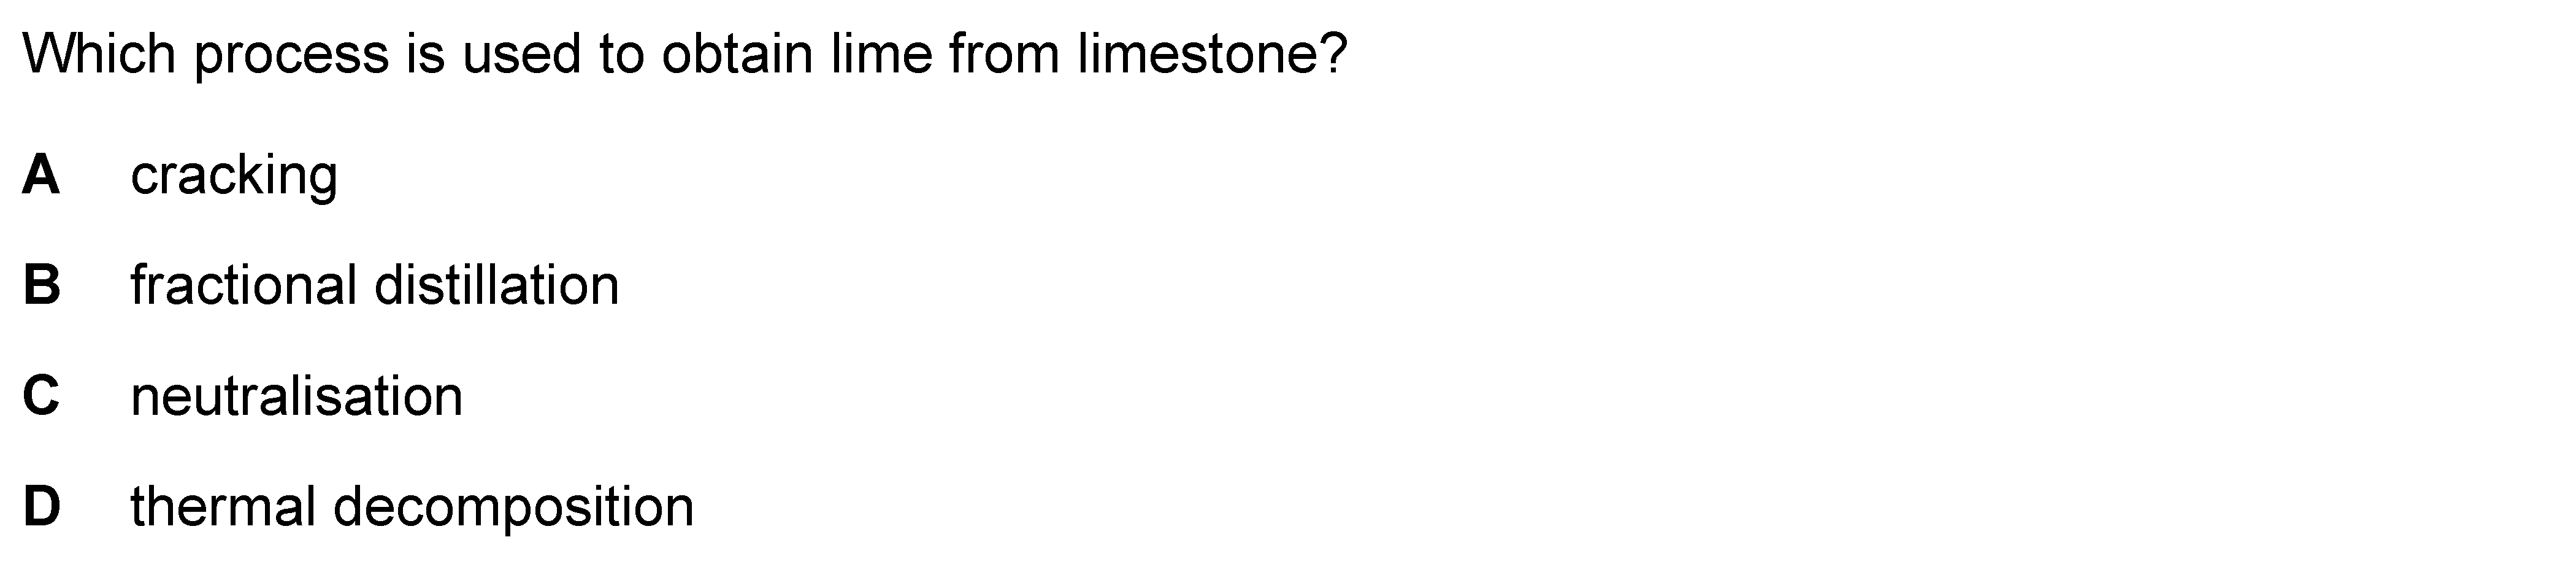 Which process is used to obtain lime from limestone?
A cracking
B fractional distillation
C neutralisation
D thermal decomposition